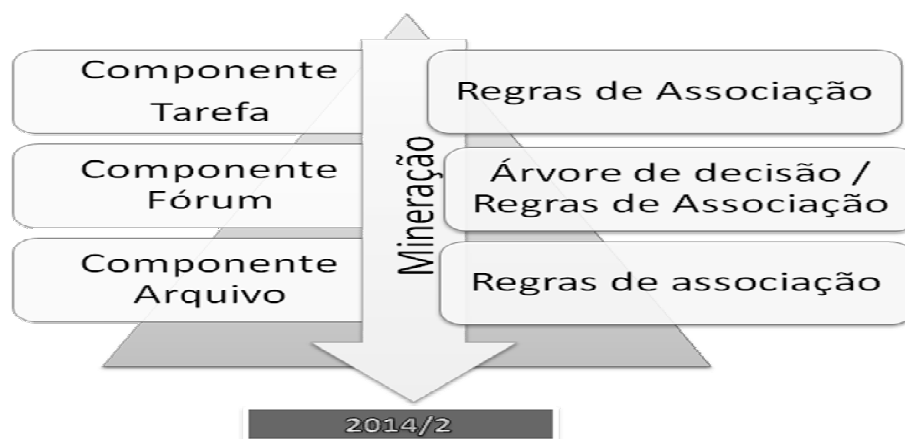 Componente
Tarefa
Regras de Associação
Componente
Fórum
Árvore de decisão /
Regras de Associação
Componente
Arquivo
Regras de associação
Mineração
2014/2